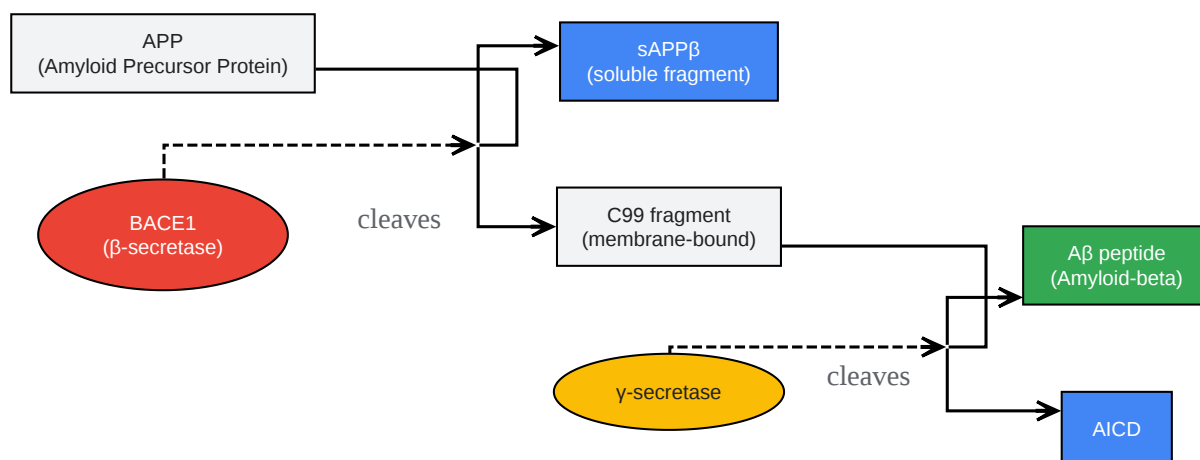 APP
(Amyloid Precursor Protein)
sAPPβ
(soluble fragment)
BACE1
(β-secretase)
cleaves
C99 fragment
(membrane-bound)
Aβ peptide
(Amyloid-beta)
γ-secretase
cleaves
AICD